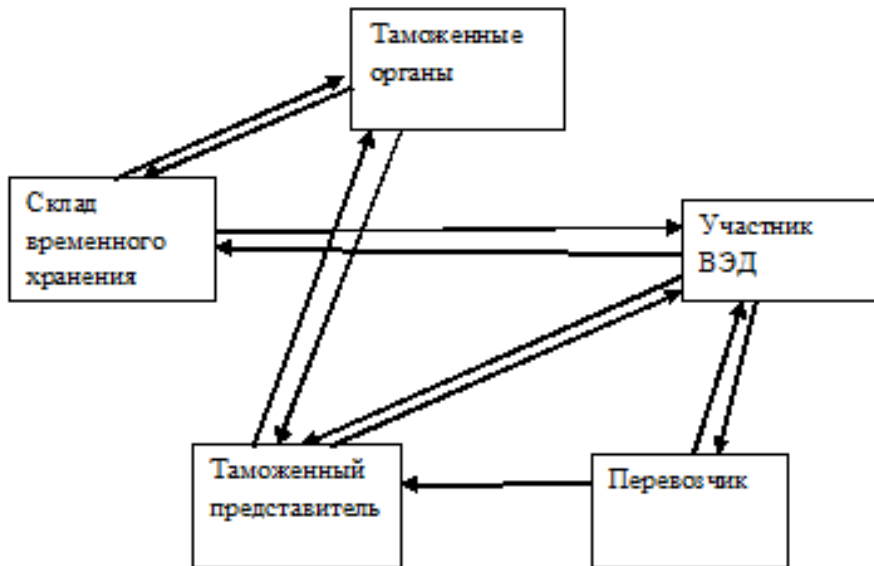 Таможенные
органы
Склад
временного
хранения
Участник
ВЭД
Таможенный
представитель
Перевозчик